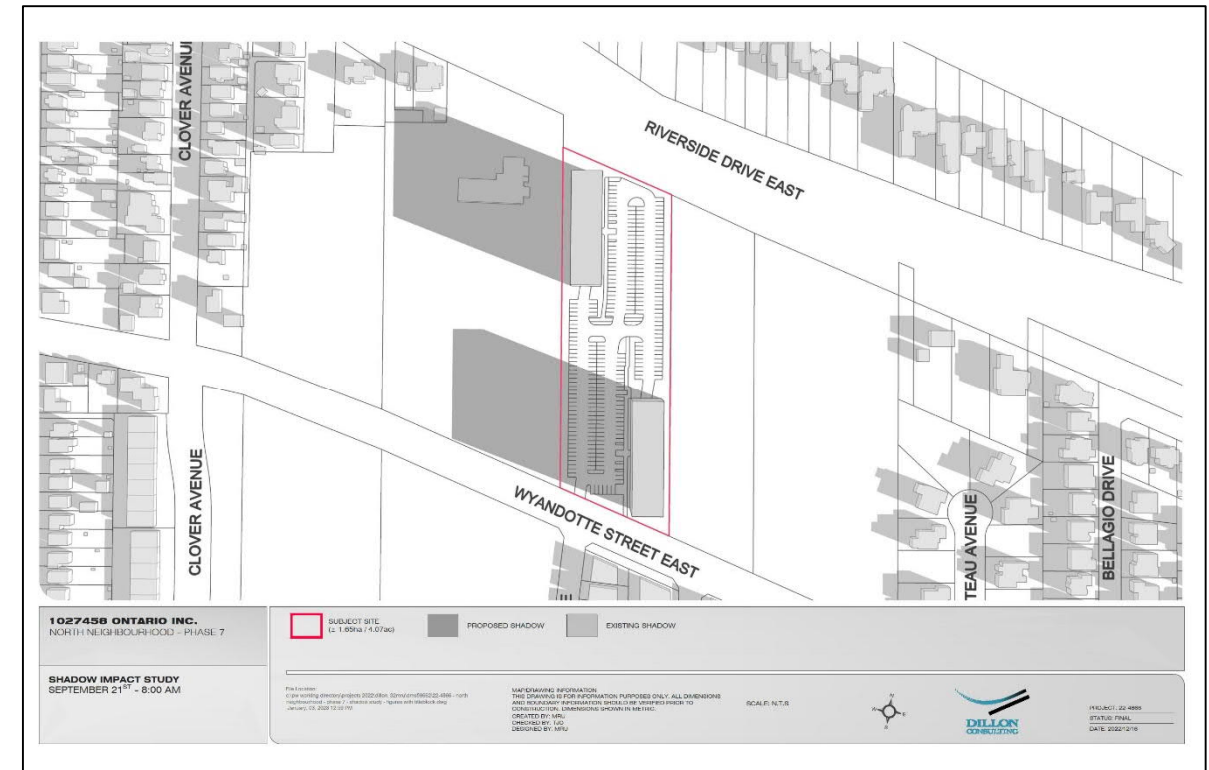 CLOVER AVENUE
RIVERSIDE DRIVE EAST
CLOVER AVENUE
WYANDOTTE STREET EAST
TEAU AVENUE
BELLAGIO DRIVE
1027458 ONTARIO INC.
NORTH NEIGHBOURHOOD - PHASE 7
SHADOW IMPACT STUDY
SEPTEMBER 21ST - 8:00 AM
SUBJECT SITE
(± 1.65ha / 4.07ac)
PROPOSED SHADOW
EXISTING SHADOW
File Location:
MAP/DRAWING INFORMATION
THIS DRAWING IS FOR INFORMATION PURPOSES ONLY. ALL DIMENSIONS
AND BOUNDARY INFORMATION SHOULD BE VERIFIED PRIOR TO
CONSTRUCTION. DIMENSIONS SHOWN IN METRIC.
CREATED BY: MRU
CHECKED BY: TJO
DESIGNED BY: MRU
SCALE: N.T.S
N
W
E
S
DILLON
CONSULTING
PROJECT: 22-4866
STATUS: FINAL
DATE: 2022/12/16